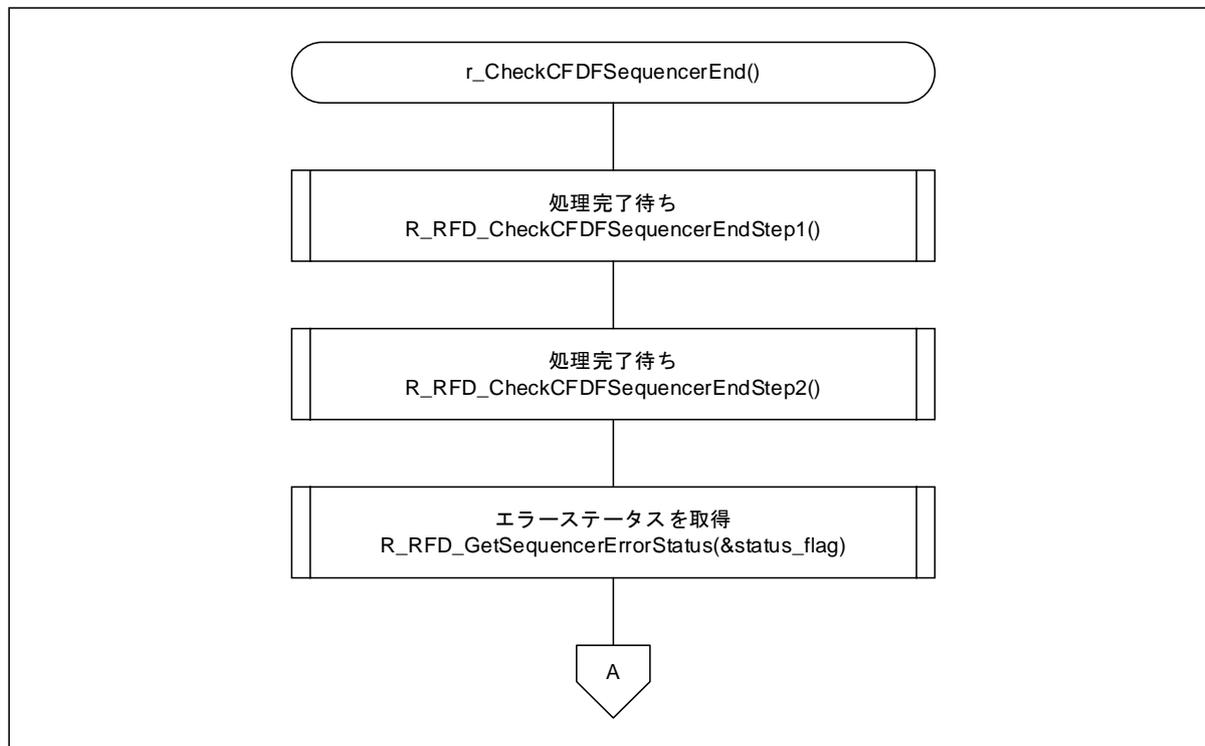 r_CheckCFDFSequencerEnd()
処理完了待ち
R_RFD_CheckCFDFSequencerEndStep1()
処理完了待ち
R_RFD_CheckCFDFSequencerEndStep2()
エラーステータスを取得
R_RFD_GetSequencerErrorStatus(&status_flag)
A